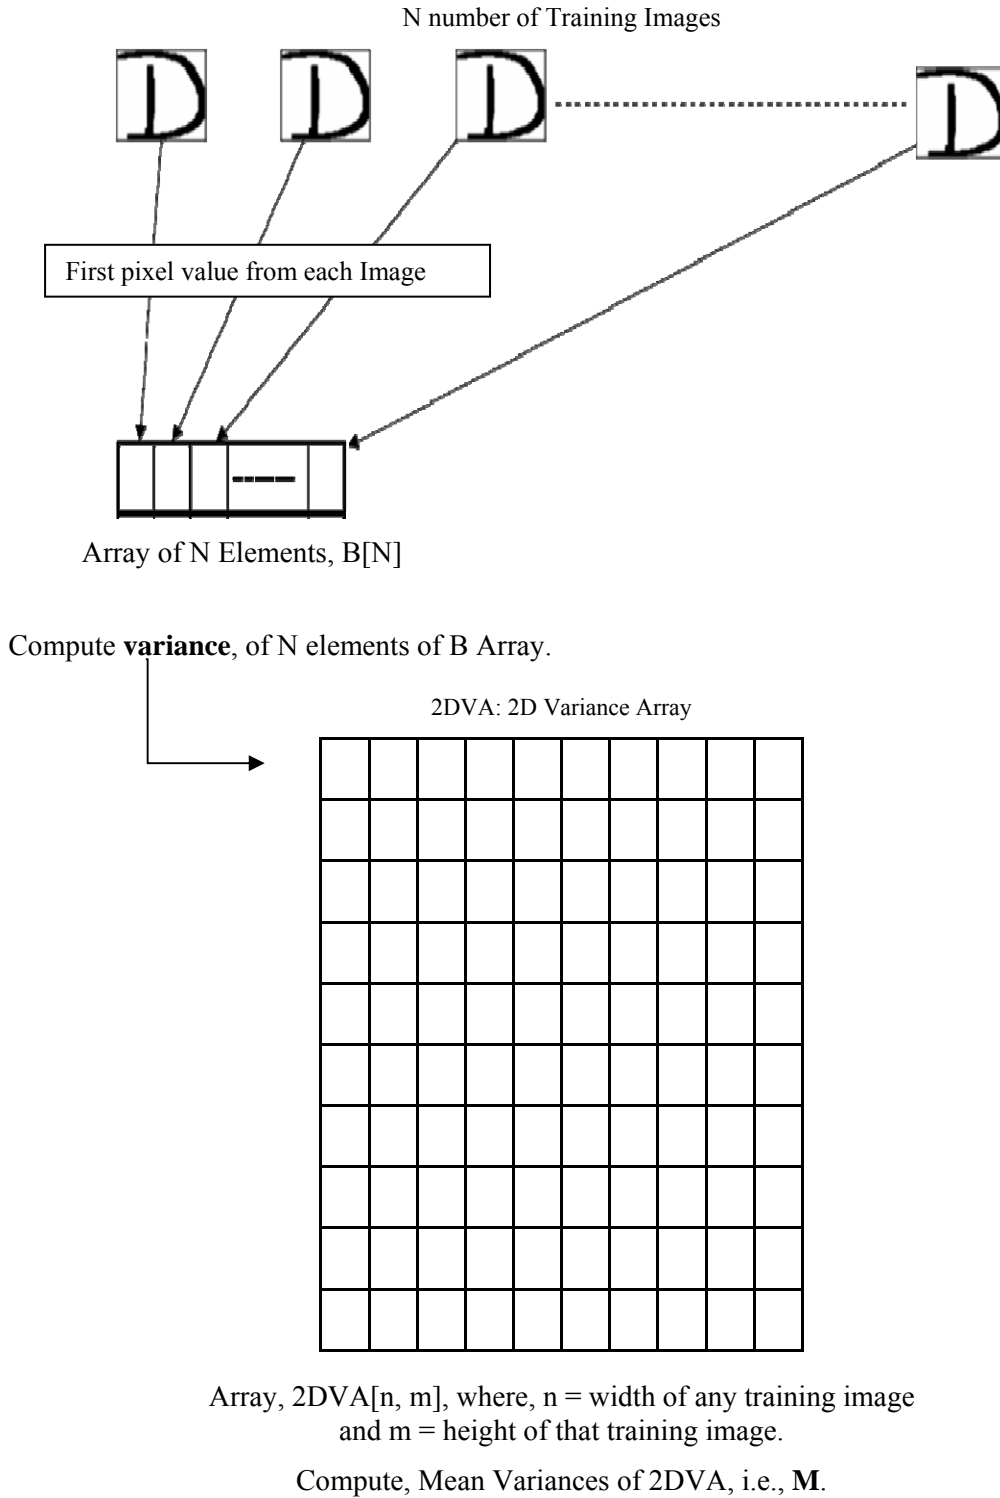 N number of Training Images
First pixel value from each Image
Array of N Elements, B[N]
Compute variance, of N elements of B Array.
2DVA: 2D Variance Array
Array, 2DVA[n, m], where, n = width of any training image
and m = height of that training image.
Compute, Mean Variances of 2DVA, i.e., M.